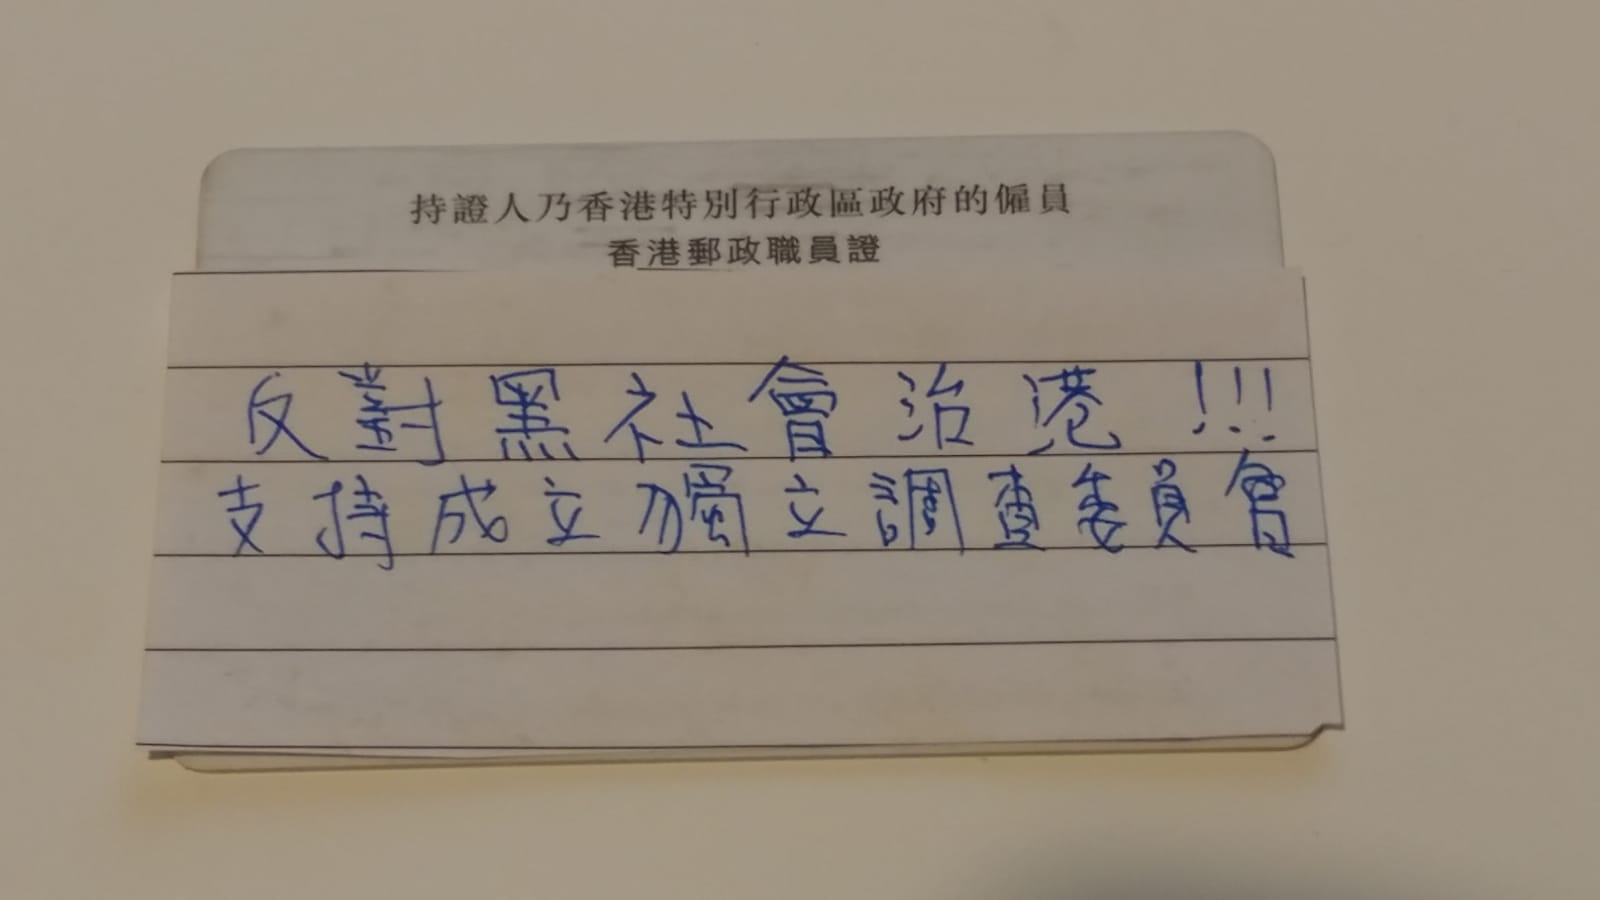 持證人乃香港特別行政區政府的僱員
香港郵政職員證
反對黑社會治港!!!
支持成立獨立調查委員會